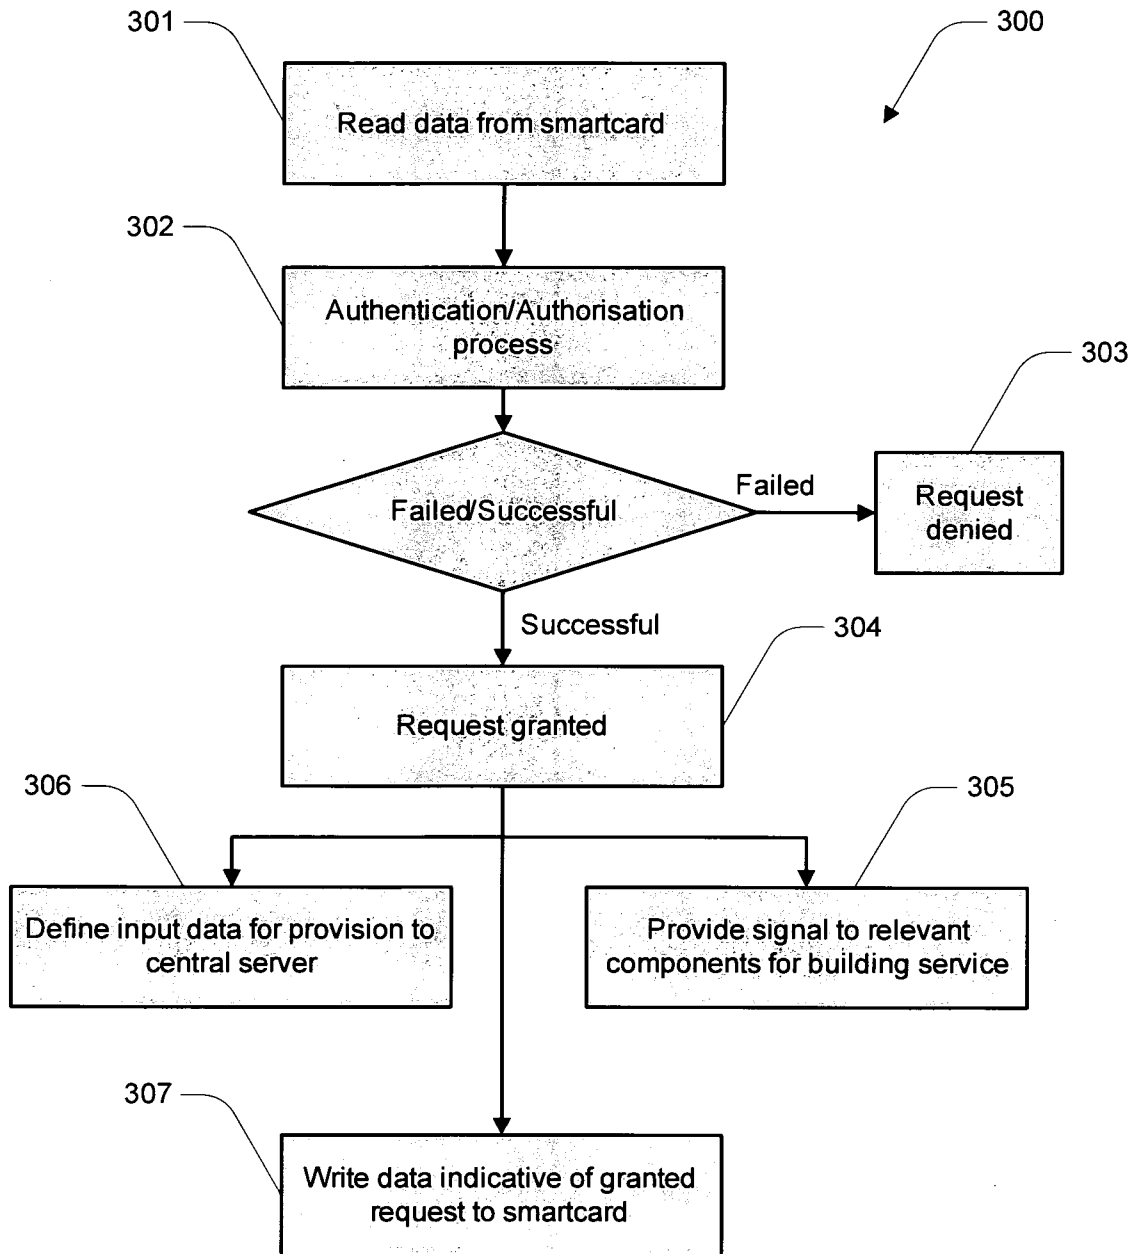 301
300
Read data from smartcard
302
Authentication/Authorisation
process
303
Failed/Successful
Failed
Request
denied
Successful
304
Request granted
306
305
Define input data for provision to
central server
Provide signal to relevant
components for building service
307
Write data indicative of granted
request to smartcard